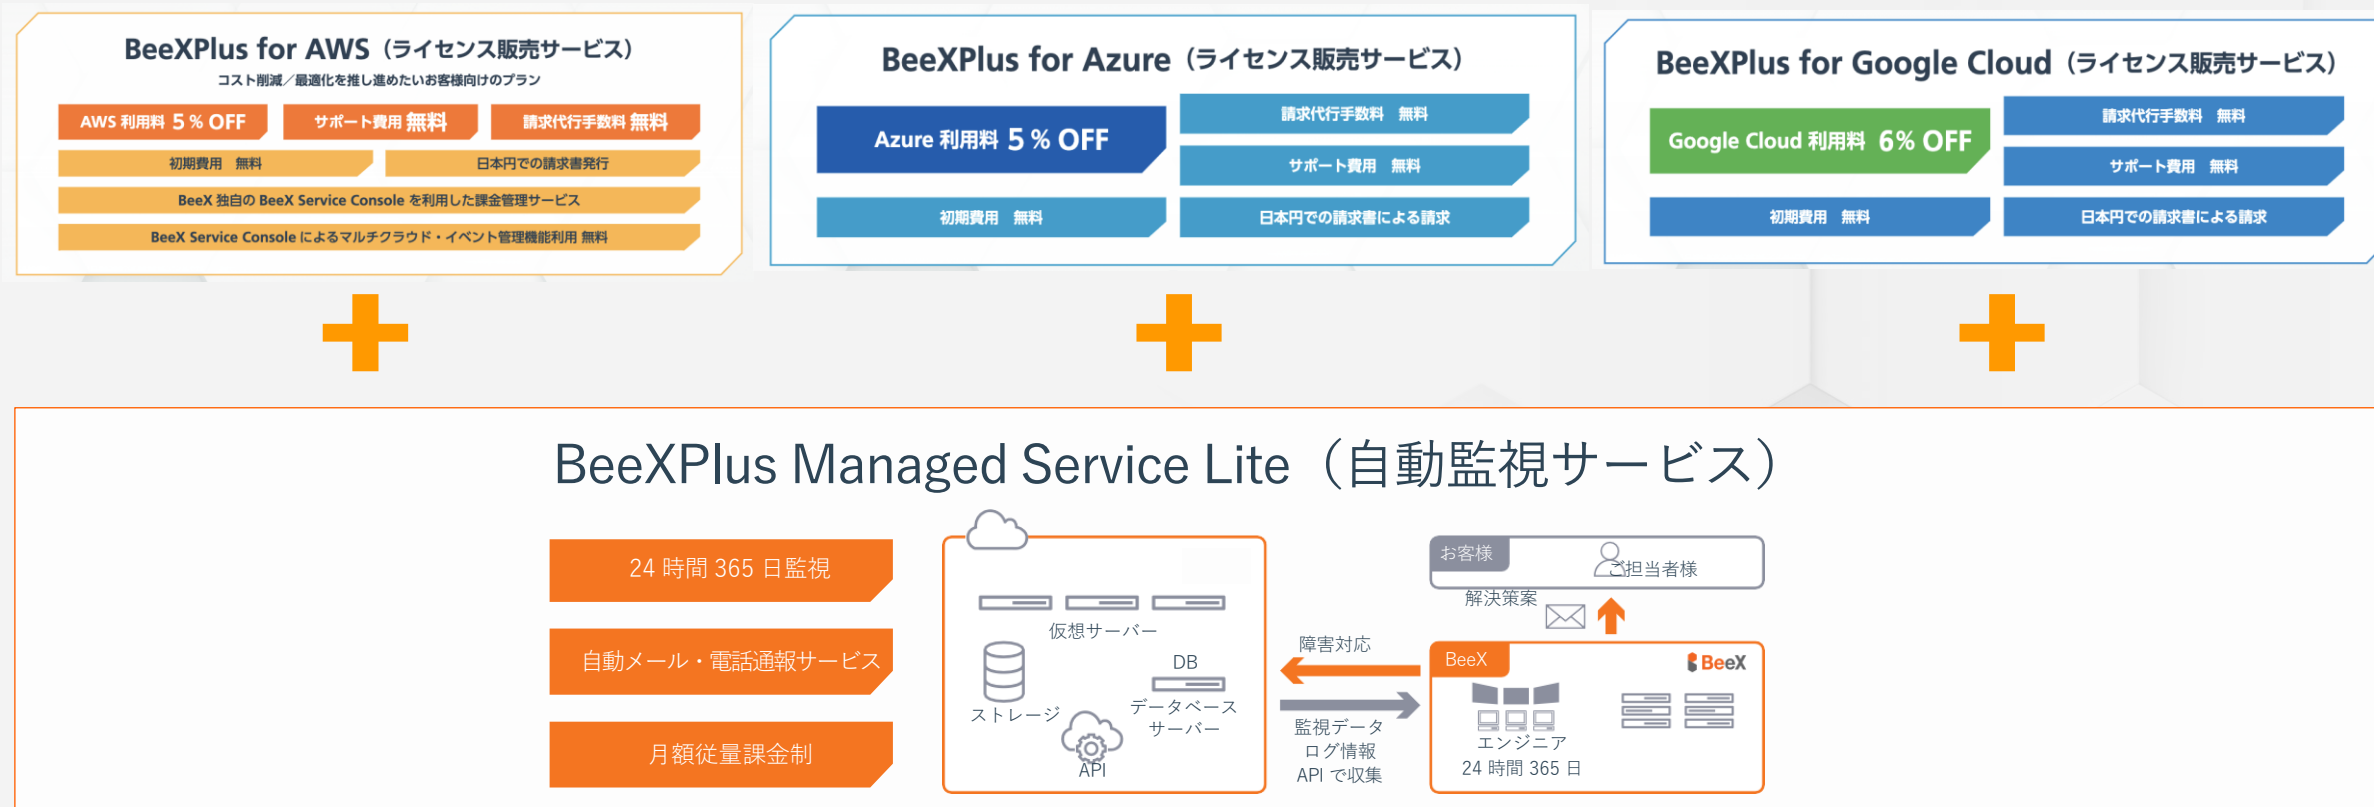 BeeXPlus for AWS（ライセンス販売サービス）
コスト削減／最適化を推し進めたいお客様向けのプラン
AWS 利用料 5% OFF
サポート費用 無料
請求代行手数料 無料
初期費用 無料
日本円での請求書発行
BeeX 独自の BeeX Service Console を利用した課金管理サービス
BeeX Service Console によるマルチクラウド・イベント管理機能利用 無料
BeeXPlus for Azure（ライセンス販売サービス）
Azure 利用料 5% OFF
請求代行手数料 無料
サポート費用 無料
初期費用 無料
日本円での請求書による請求
BeeXPlus for Google Cloud（ライセンス販売サービス）
Google Cloud 利用料 6% OFF
請求代行手数料 無料
サポート費用 無料
初期費用 無料
日本円での請求書による請求
BeeXPlus Managed Service Lite（自動監視サービス）
24 時間 365 日監視
自動メール・電話通報サービス
月額従量課金制
仮想サーバー
ストレージ
DB
データベース
サーバー
API
障害対応
監視データ
ログ情報
API で収集
お客様
ご担当者様
解決策案
BeeX
BeeX
エンジニア
24 時間 365 日